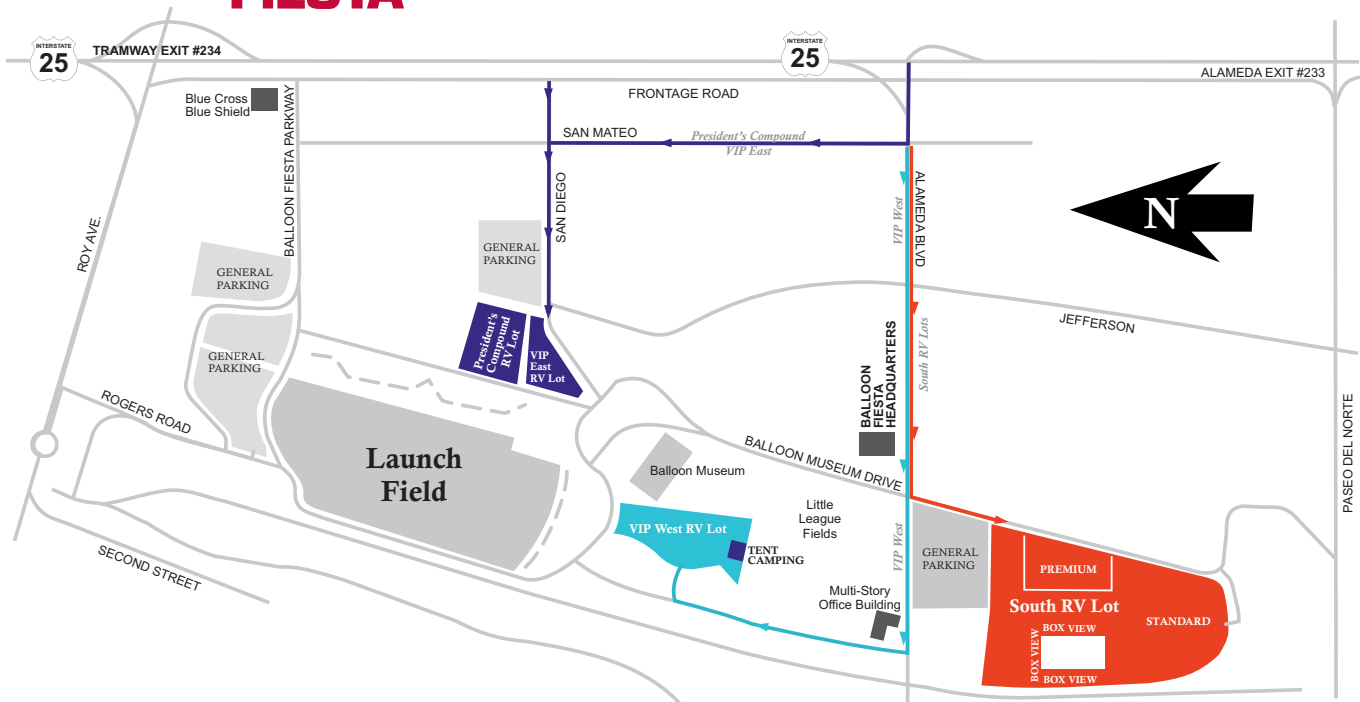 FIESTA
INTERSTATE
25
TRAMWAY EXIT #234
INTERSTATE
25
ALAMEDA EXIT #233
Blue Cross
Blue Shield
BALLOON FIESTA PARKWAY
FRONTAGE ROAD
SAN MATEO
President's Compound
VIP East
ROY AVE.
SAN DIEGO
VIP West
ALAMEDA BLVD
N
GENERAL
PARKING
GENERAL
PARKING
GENERAL
PARKING
President's
Compound
RV Lot
VIP
East
RV Lot
JEFFERSON
South RV Lots
BALLOON
FIESTA
HEADQUARTERS
PASEO DEL NORTE
ROGERS ROAD
Launch
Field
Balloon Museum
BALLOON MUSEUM DRIVE
Little
League
Fields
VIP West RV Lot
TENT
CAMPING
VIP West
GENERAL
PARKING
SECOND STREET
Multi-Story
Office Building
PREMIUM
South RV Lot
STANDARD
BOX VIEW
BOX VIEW
BOX VIEW